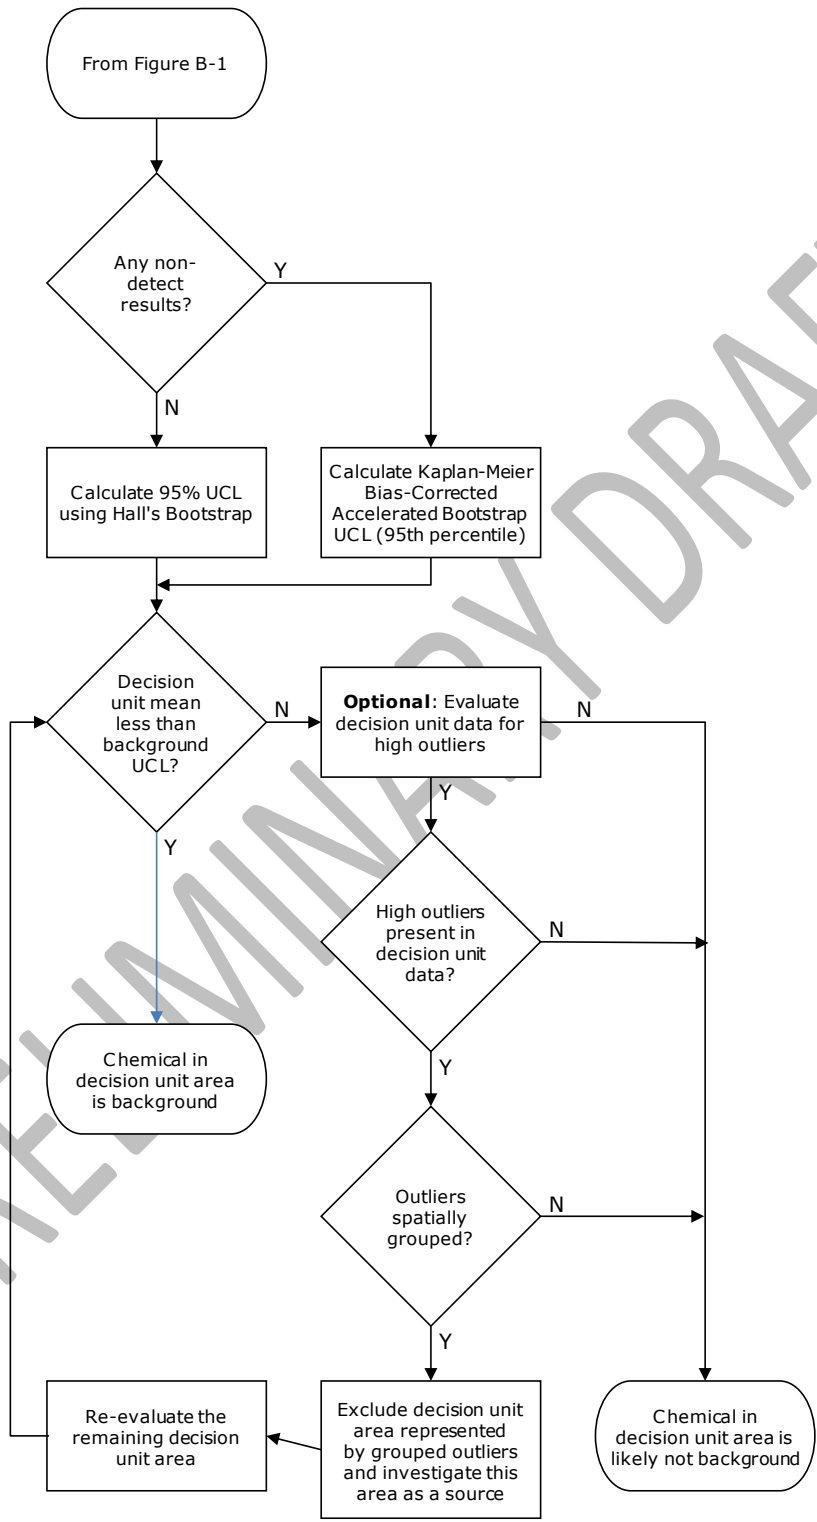 From Figure B-1
Any non-
detect
results?
Y
N
Calculate 95% UCL
using Hall's Bootstrap
Calculate Kaplan-Meier
Bias-Corrected
Accelerated Bootstrap
UCL (95th percentile)
Decision
unit mean
less than
background
UCL?
N
Optional: Evaluate
decision unit data for
high outliers
N
Y
Y
High outliers
present in
decision unit
data?
N
Y
Chemical in
decision unit area
is background
Outliers
spatially
grouped?
N
Y
Re-evaluate the
remaining decision
unit area
Exclude decision unit
area represented
by grouped outliers
and investigate this
area as a source
Chemical in
decision unit area is
likely not background
RELIMINARY DRAF